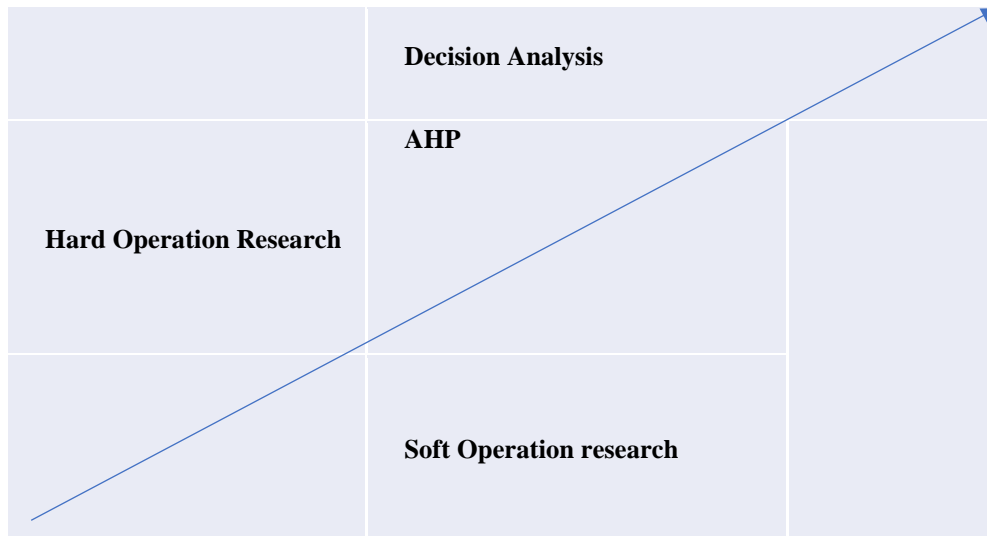 Decision Analysis
AHP
Hard Operation Research
Soft Operation research